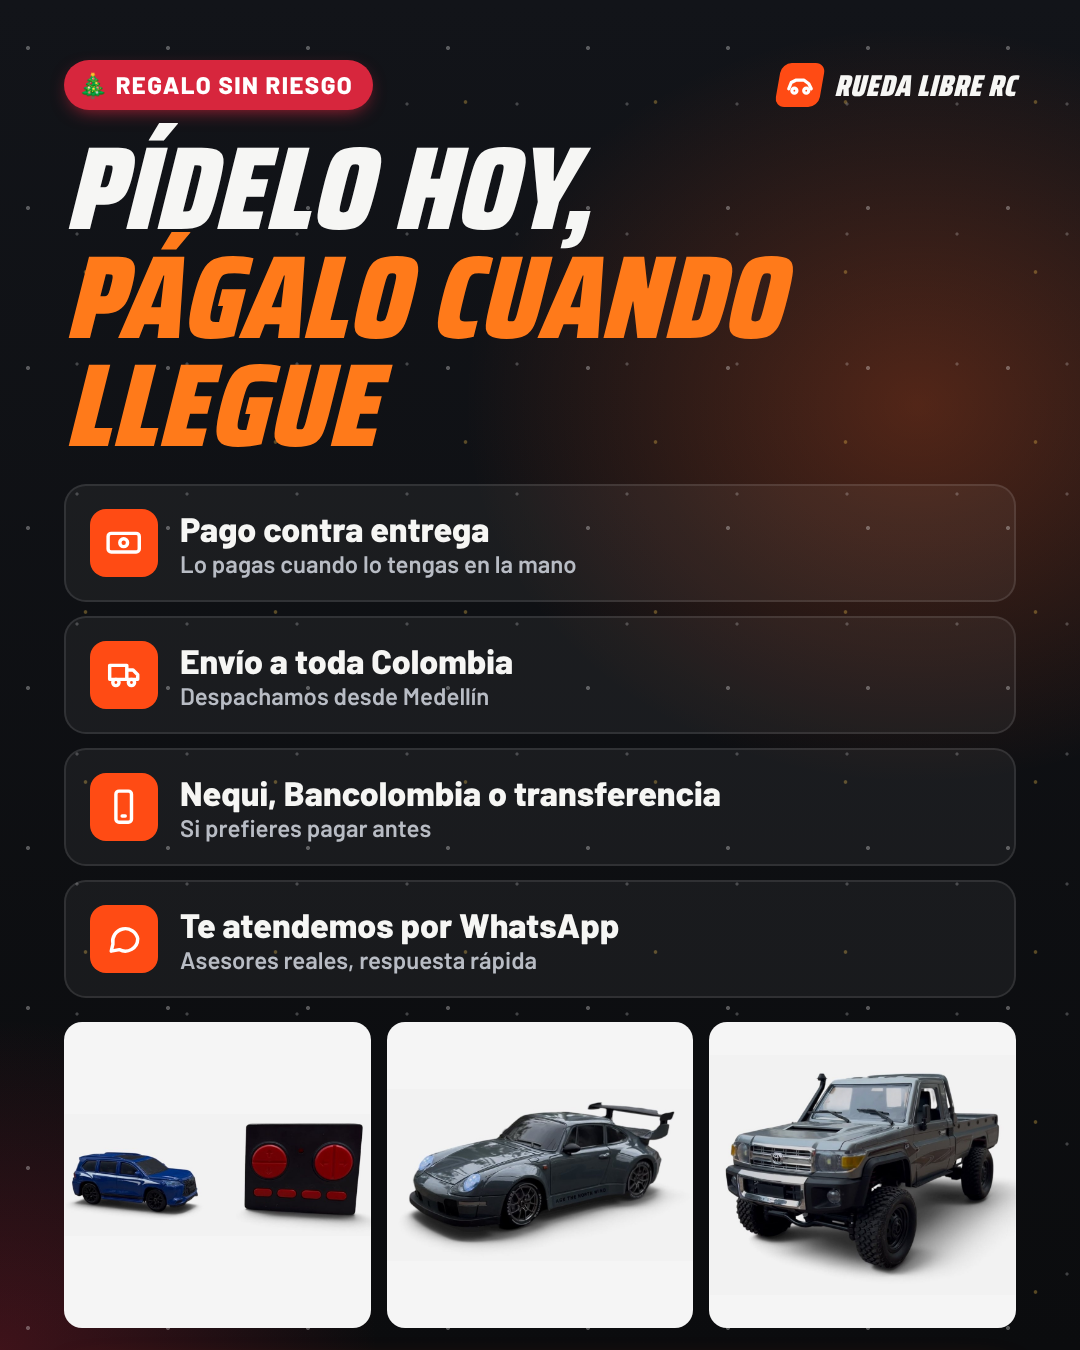 🎄 REGALO SIN RIESGO
RUEDA LIBRE RC
PÍDELO HOY,
PÁGALO CUANDO
LLEGUE
Pago contra entrega
Lo pagas cuando lo tengas en la mano
Envío a toda Colombia
Despachamos desde Medellín
Nequi, Bancolombia o transferencia
Si prefieres pagar antes
Te atendemos por WhatsApp
Asesores reales, respuesta rápida